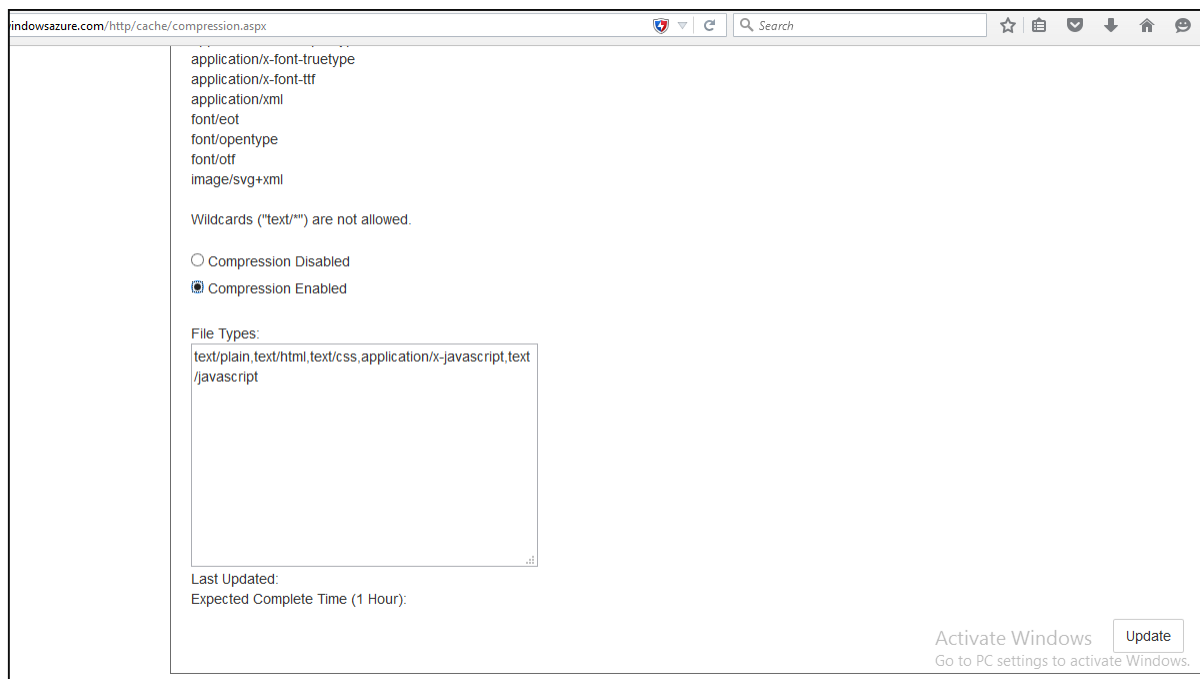 indowsazure.com/http/cache/compression.aspx
Search
application/x-font-truetype
application/x-font-ttf
application/xml
font/eot
font/opentype
font/otf
image/svg+xml
Wildcards ("text/*") are not allowed.
Compression Disabled
Compression Enabled
File Types:
text/plain,text/html,text/css,application/x-javascript,text
/javascript
Last Updated:
Expected Complete Time (1 Hour):
Update
Activate Windows
Go to PC settings to activate Windows.